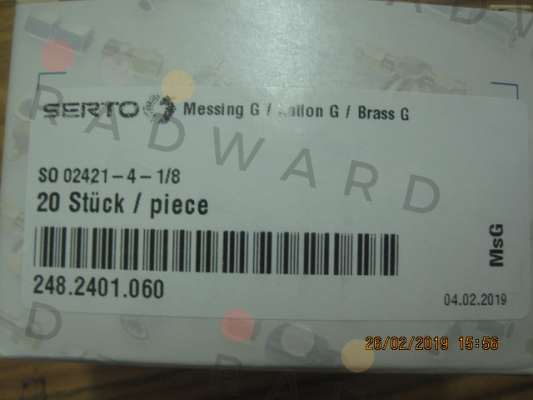 SERTO Messing G / Laiton G / Brass G
SO 02421-4-1/8
20 Stück / piece
248.2401.060
MsG
04.02.2019
26/02/2019 15:56
RADWARD
RADWARD